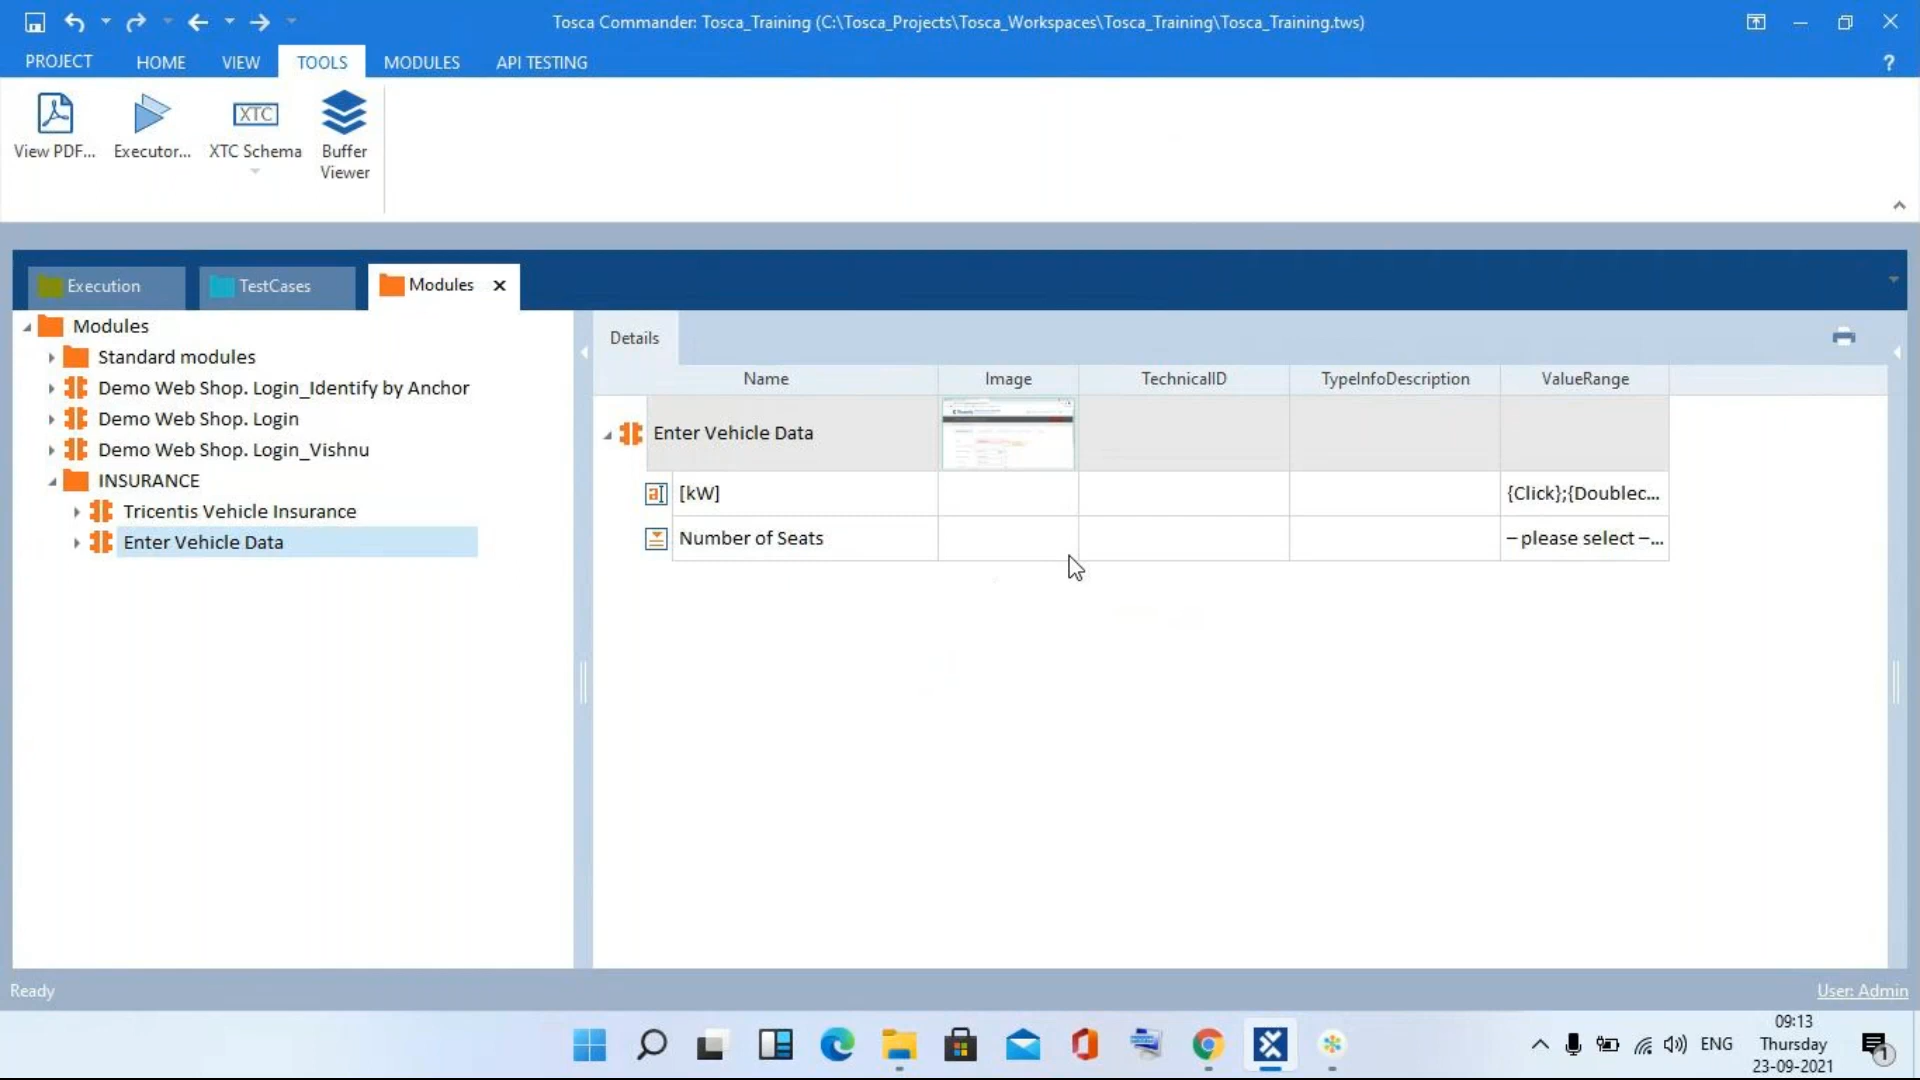 Tosca Commander: Tosca_Training (C:\Tosca_Projects\Tosca_Workspaces\Tosca_Training\Tosca_Training.tws)
PROJECT HOME VIEW TOOLS MODULES API TESTING ?
View PDF... Executor... XTC XTC Schema Buffer
Viewer
Execution TestCases Modules
Modules
Standard modules
Demo Web Shop. Login_Identify by Anchor
Demo Web Shop. Login
Demo Web Shop. Login_Vishnu
INSURANCE
Tricentis Vehicle Insurance
Enter Vehicle Data
Details
Name Image TechnicalID TypeInfoDescription ValueRange
Enter Vehicle Data
[kW] {Click};{Doublec...
Number of Seats – please select –...
Ready User: Admin
ENG
09:13
Thursday
23-09-2021
1